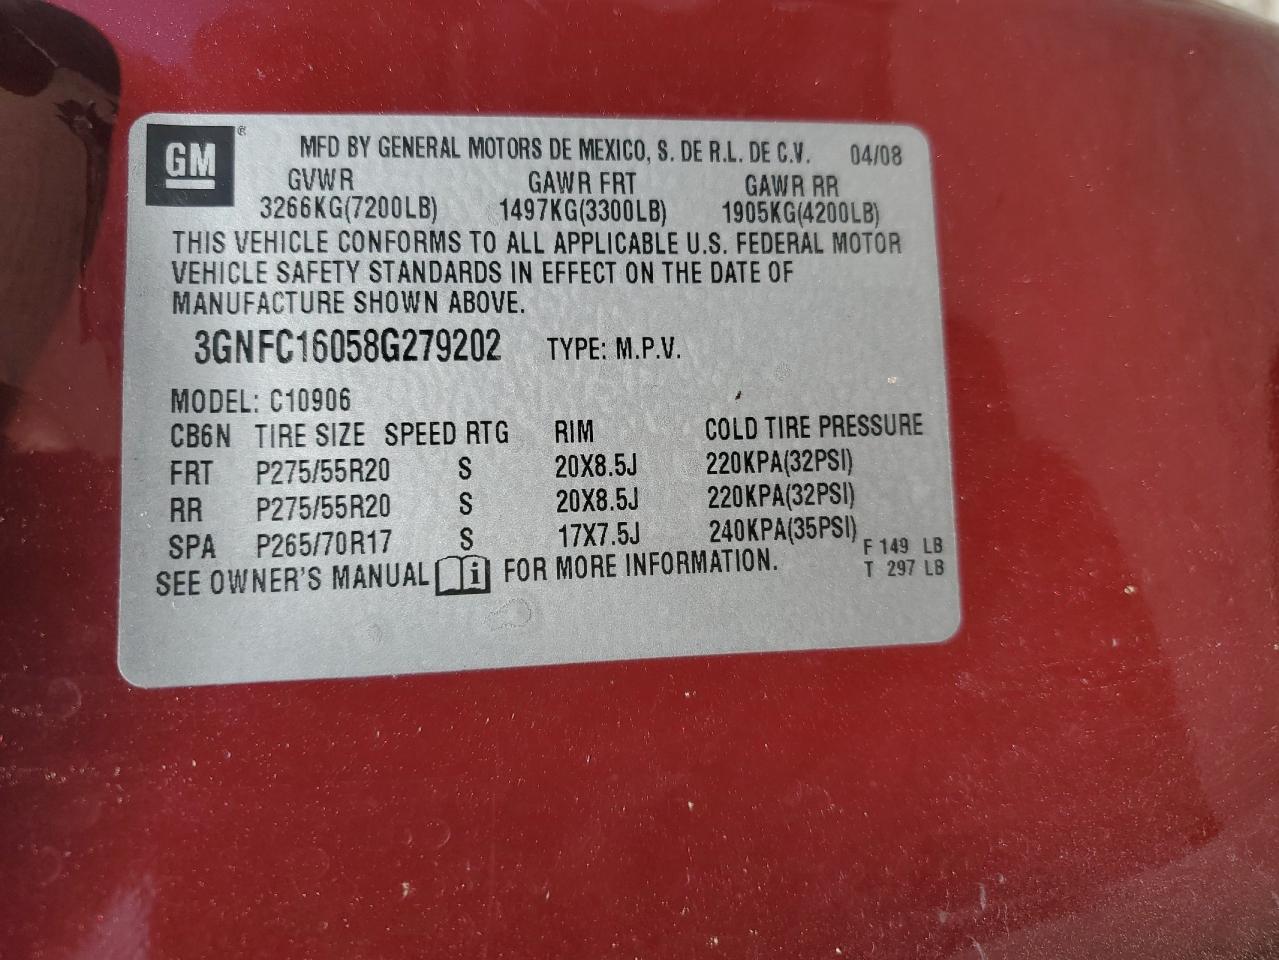 GM® MFD BY GENERAL MOTORS DE MEXICO, S. DE R.L. DE C.V. 04/08
GVWR GAWR FRT GAWR RR
3266KG(7200LB) 1497KG(3300LB) 1905KG(4200LB)
THIS VEHICLE CONFORMS TO ALL APPLICABLE U.S. FEDERAL MOTOR
VEHICLE SAFETY STANDARDS IN EFFECT ON THE DATE OF
MANUFACTURE SHOWN ABOVE.
3GNFC16058G279202 TYPE: M.P.V.
MODEL: C10906
CB6N TIRE SIZE SPEED RTG RIM COLD TIRE PRESSURE
FRT P275/55R20 S 20X8.5J 220KPA(32PSI)
RR P275/55R20 S 20X8.5J 220KPA(32PSI)
SPA P265/70R17 S 17X7.5J 240KPA(35PSI)
F 149 LB
SEE OWNER'S MANUAL i FOR MORE INFORMATION. T 297 LB